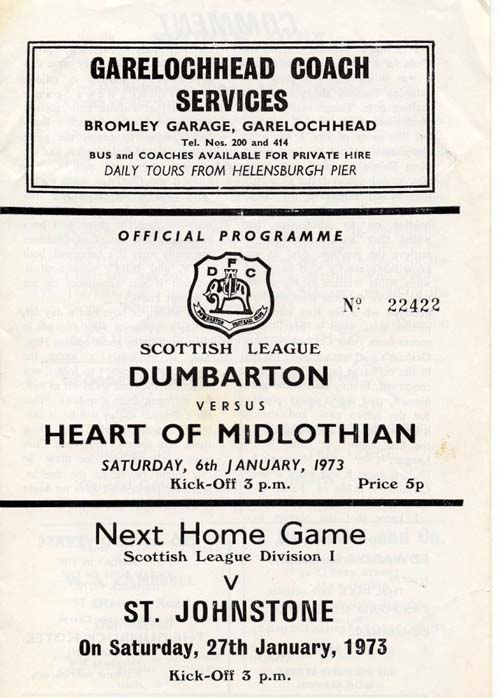 GARELOCHHEAD COACH
SERVICES
BROMLEY GARAGE, GARELOCHHEAD
Tel. Nos. 200 and 414
BUS and COACHES AVAILABLE FOR PRIVATE HIRE
DAILY TOURS FROM HELENSBURGH PIER
OFFICIAL PROGRAMME
D F C
DUMBARTON FOOTBALL CLUB
Nº 22422
SCOTTISH LEAGUE
DUMBARTON
VERSUS
HEART OF MIDLOTHIAN
SATURDAY, 6th JANUARY, 1973
Kick-Off 3 p.m. Price 5p
Next Home Game
Scottish League Division I
V
ST. JOHNSTONE
On Saturday, 27th January, 1973
Kick-Off 3 p.m.